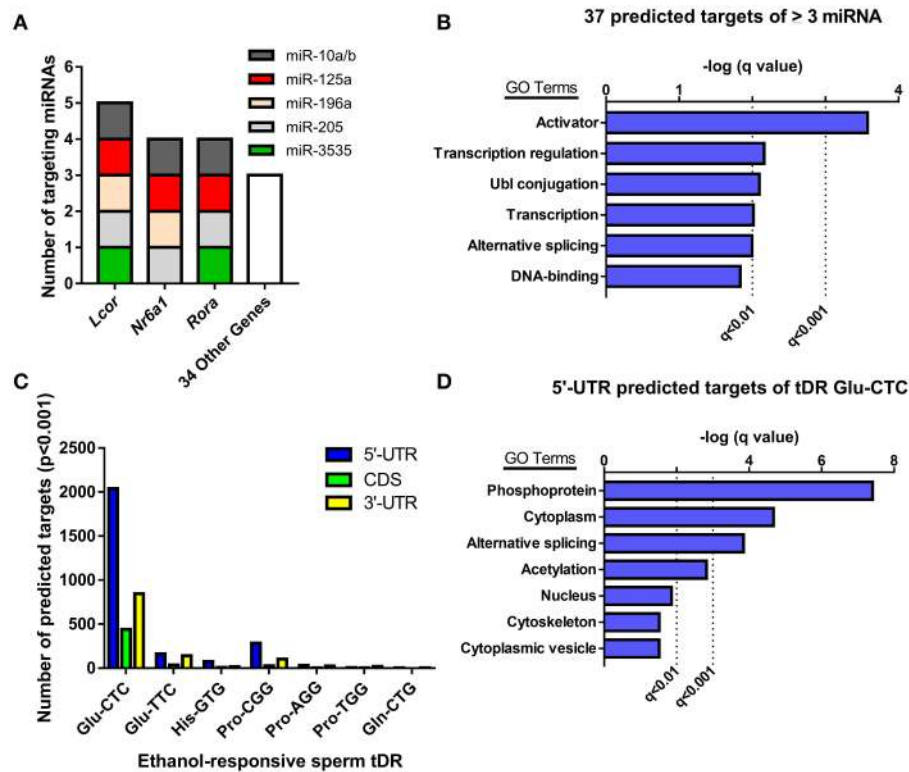 A
Number of targeting miRNAs
6
5
4
3
2
1
0
miR-10a/b
miR-125a
miR-196a
miR-205
miR-3535
Lcor
Nr6a1
Rora
34 Other Genes
B
37 predicted targets of > 3 miRNA
-log (q value)
GO Terms
0
1
2
3
4
Activator
Transcription regulation
Ubl conjugation
Transcription
Alternative splicing
DNA-binding
q<0.01
q<0.001
C
Number of predicted targets (p<0.001)
2500
2000
1500
1000
500
0
5'-UTR
CDS
3'-UTR
Glu-CTC
Glu-TTC
His-GTG
Pro-CGG
Pro-AGG
Pro-TGG
Gln-CTG
Ethanol-responsive sperm tDR
D
5'-UTR predicted targets of tDR Glu-CTC
-log (q value)
GO Terms
0
2
4
6
8
Phosphoprotein
Cytoplasm
Alternative splicing
Acetylation
Nucleus
Cytoskeleton
Cytoplasmic vesicle
q<0.01
q<0.001